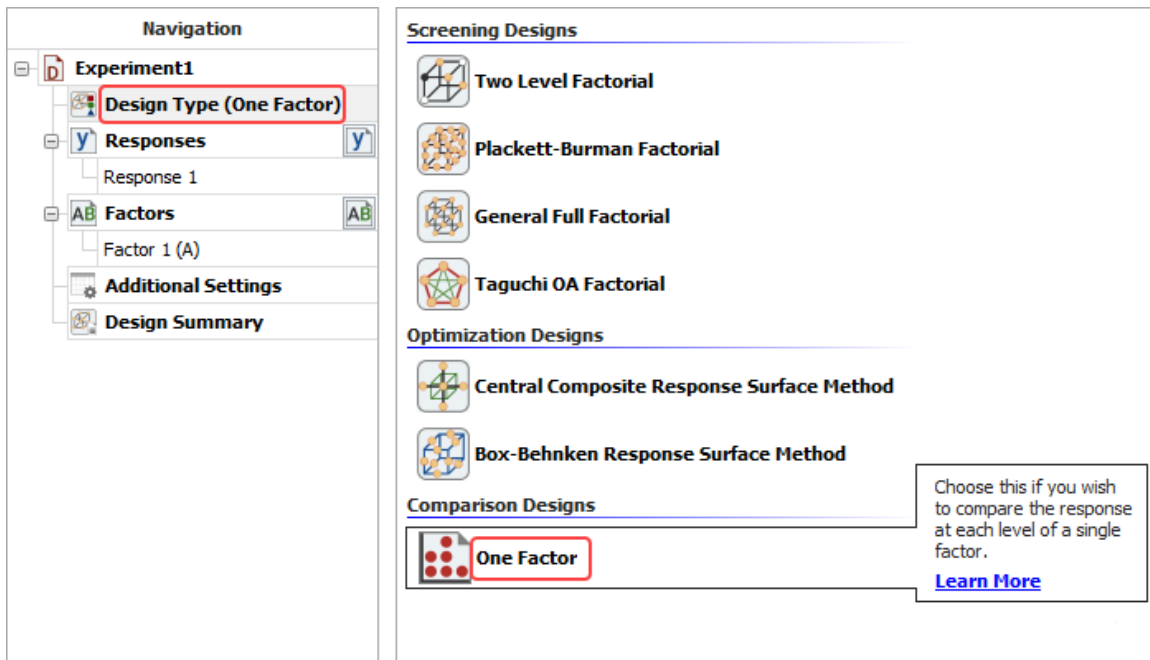 Navigation
Experiment1
Design Type (One Factor)
Responses
Response 1
Factors
Factor 1 (A)
Additional Settings
Design Summary
Screening Designs
Two Level Factorial
Plackett-Burman Factorial
General Full Factorial
Taguchi OA Factorial
Optimization Designs
Central Composite Response Surface Method
Box-Behnken Response Surface Method
Comparison Designs
One Factor
Choose this if you wish
to compare the response
at each level of a single
factor.
Learn More